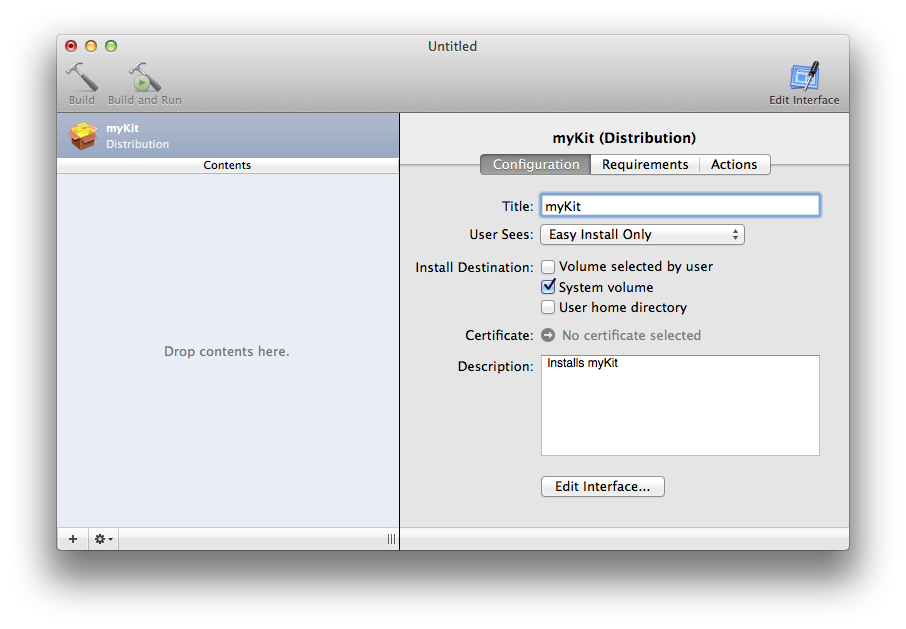 Untitled
Build
Build and Run
Edit Interface
myKit
Distribution
Contents
Drop contents here.
myKit (Distribution)
Configuration
Requirements
Actions
Title: myKit
User Sees: Easy Install Only
Install Destination: Volume selected by user
System volume
User home directory
Certificate: No certificate selected
Description: Installs myKit
Edit Interface...